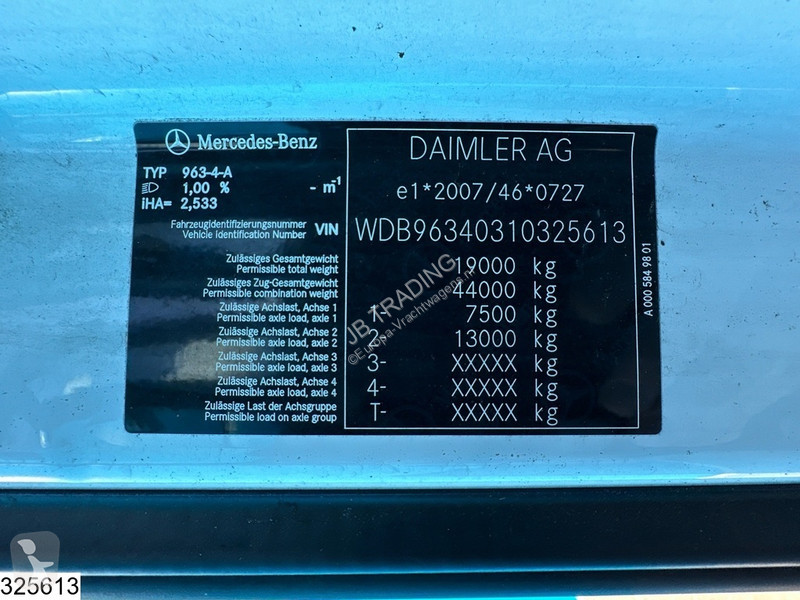 Mercedes-Benz
TYP 963-4-A
1,00 % - m⁻¹
iHA= 2,533
Fahrzeugidentifizierungsnummer
Vehicle identification Number VIN
Zulässiges Gesamtgewicht
Permissible total weight
Zulässiges Zug-Gesamtgewicht
Permissible combination weight
Zulässige Achslast, Achse 1
Permissible axle load, axle 1
Zulässige Achslast, Achse 2
Permissible axle load, axle 2
Zulässige Achslast, Achse 3
Permissible axle load, axle 3
Zulässige Achslast, Achse 4
Permissible axle load, axle 4
Zulässige Last der Achsgruppe
Permissible load on axle group
DAIMLER AG
e1*2007/46*0727
WDB96340310325613
19000 kg
44000 kg
1- 7500 kg
2- 13000 kg
3- XXXXX kg
4- XXXXX kg
T- XXXXX kg
A 000 584 98 01
JB TRADING
©Europa-Vrachtwagens.nl
325613